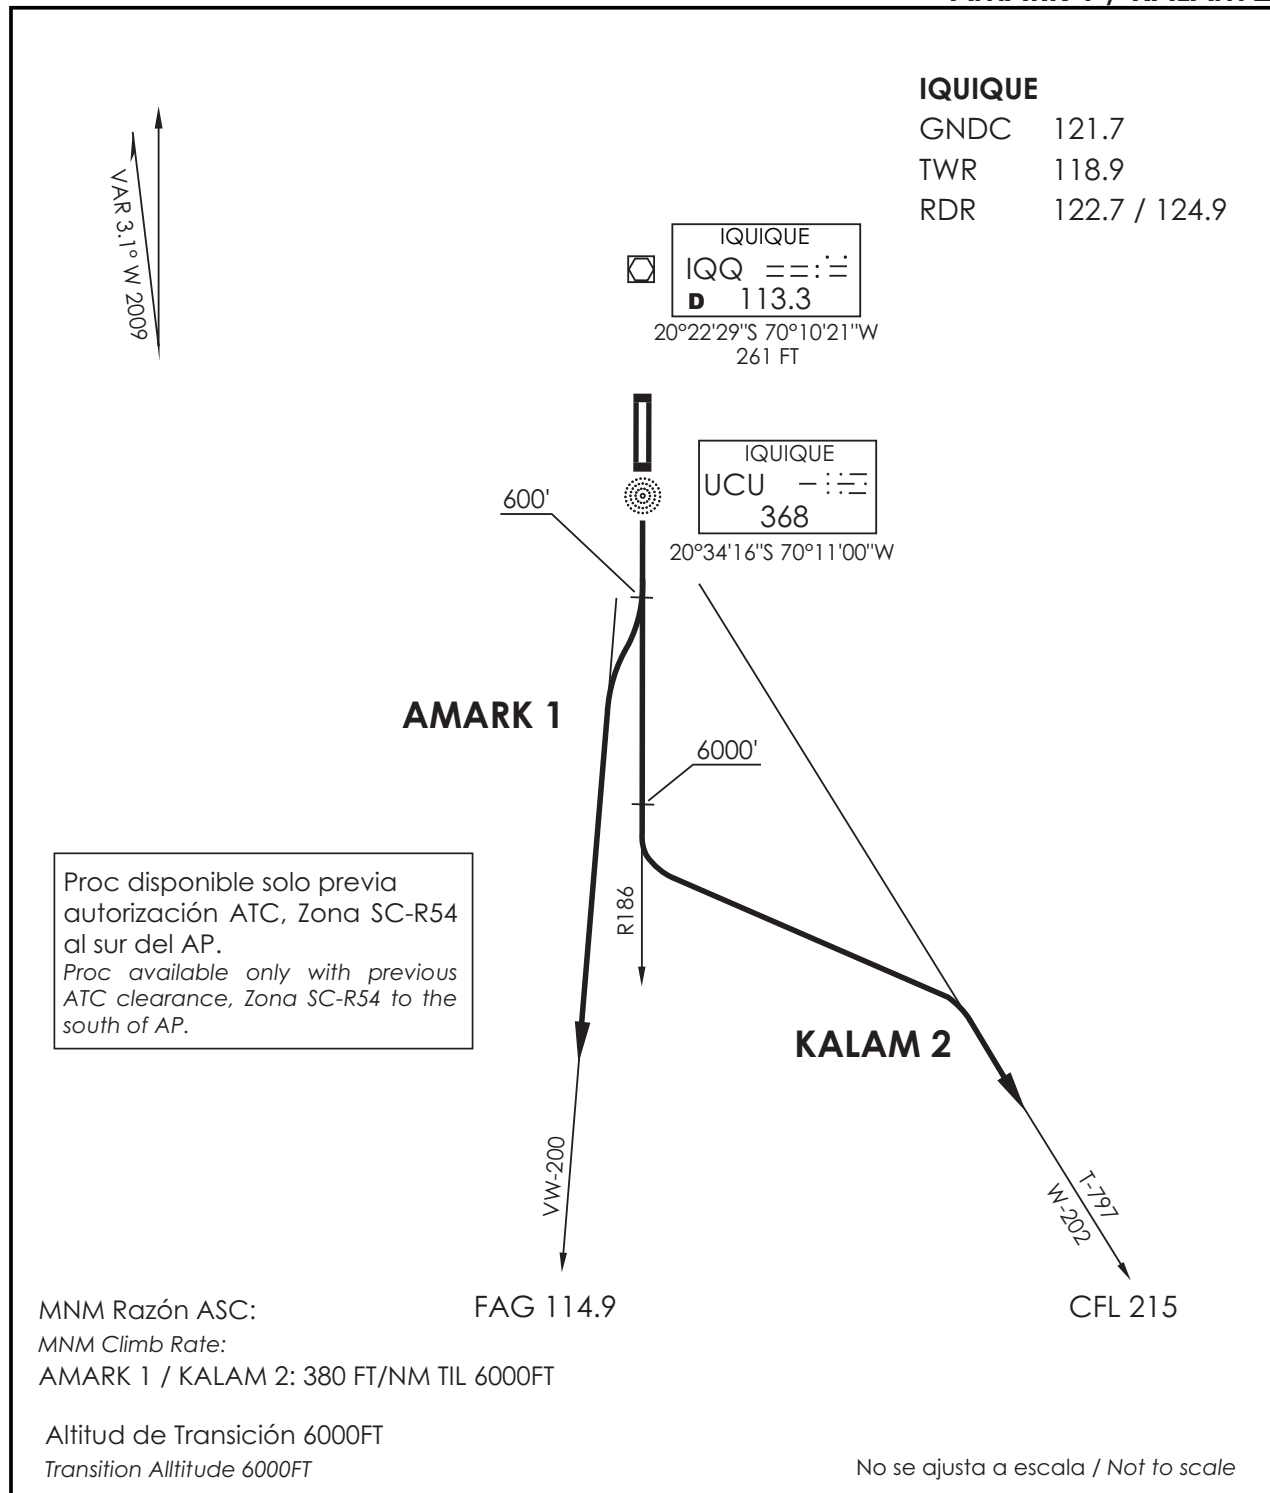 IQUIQUE
GNDC 121.7
TWR 118.9
RDR 122.7 / 124.9
VAR 3.1° W 2009
IQUIQUE
IQQ
D 113.3
20°22'29"S 70°10'21"W
261 FT
IQUIQUE
UCU
368
20°34'16"S 70°11'00"W
600'
AMARK 1
6000'
R186
Proc disponible solo previa
autorización ATC, Zona SC-R54
al sur del AP.
Proc available only with previous
ATC clearance, Zona SC-R54 to the
south of AP.
KALAM 2
VW-200
T-797
W-202
FAG 114.9
CFL 215
MNM Razón ASC:
MNM Climb Rate:
AMARK 1 / KALAM 2: 380 FT/NM TIL 6000FT
Altitud de Transición 6000FT
Transition Alltitude 6000FT
No se ajusta a escala / Not to scale